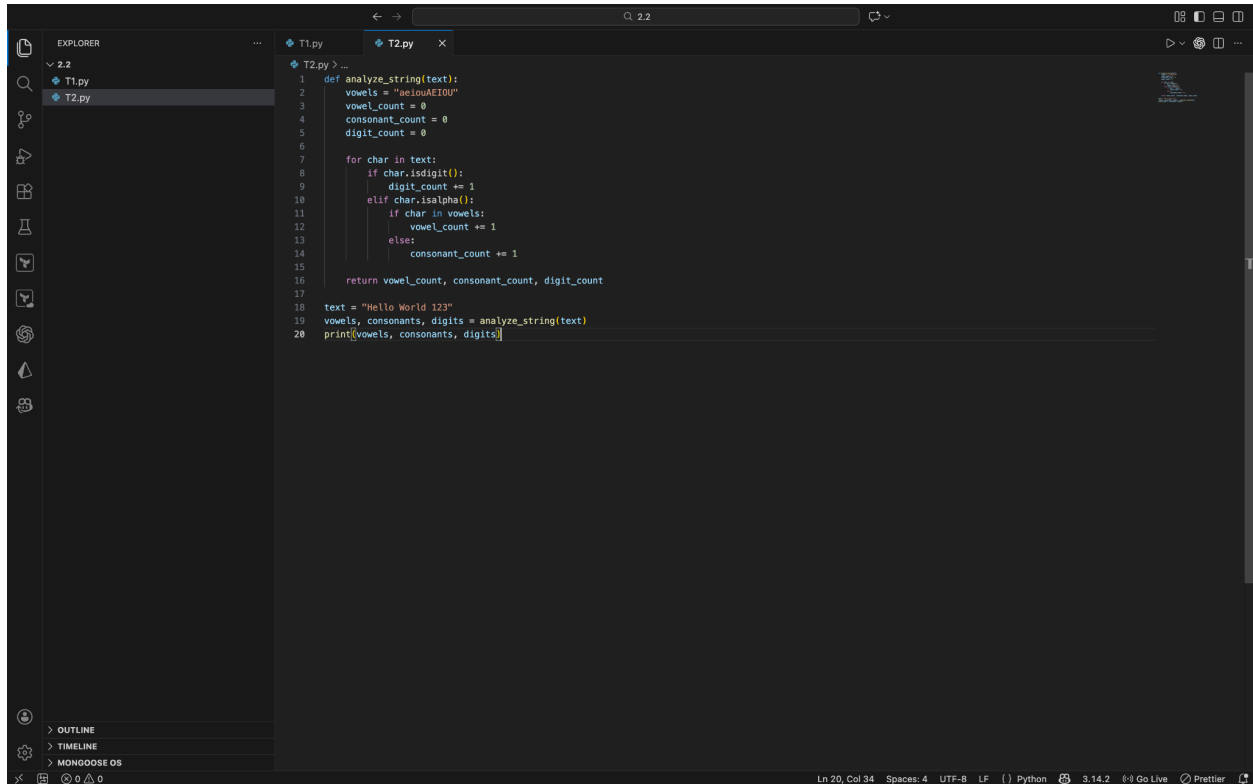 2.2
EXPLORER
...
2.2
T1.py
T2.py
T1.py
T2.py
T2.py > ...
1 def analyze_string(text):
2     vowels = "aeiouAEIOU"
3     vowel_count = 0
4     consonant_count = 0
5     digit_count = 0
6
7     for char in text:
8         if char.isdigit():
9             digit_count += 1
10         elif char.isalpha():
11             if char in vowels:
12                 vowel_count += 1
13             else:
14                 consonant_count += 1
15
16     return vowel_count, consonant_count, digit_count
17
18 text = "Hello World 123"
19 vowels, consonants, digits = analyze_string(text)
20 print(vowels, consonants, digits)
> OUTLINE
> TIMELINE
> MONGOOSE OS
0 0 Ln 20, Col 34 Spaces: 4 UTF-8 LF { } Python 3.14.2 Go Live Prettier